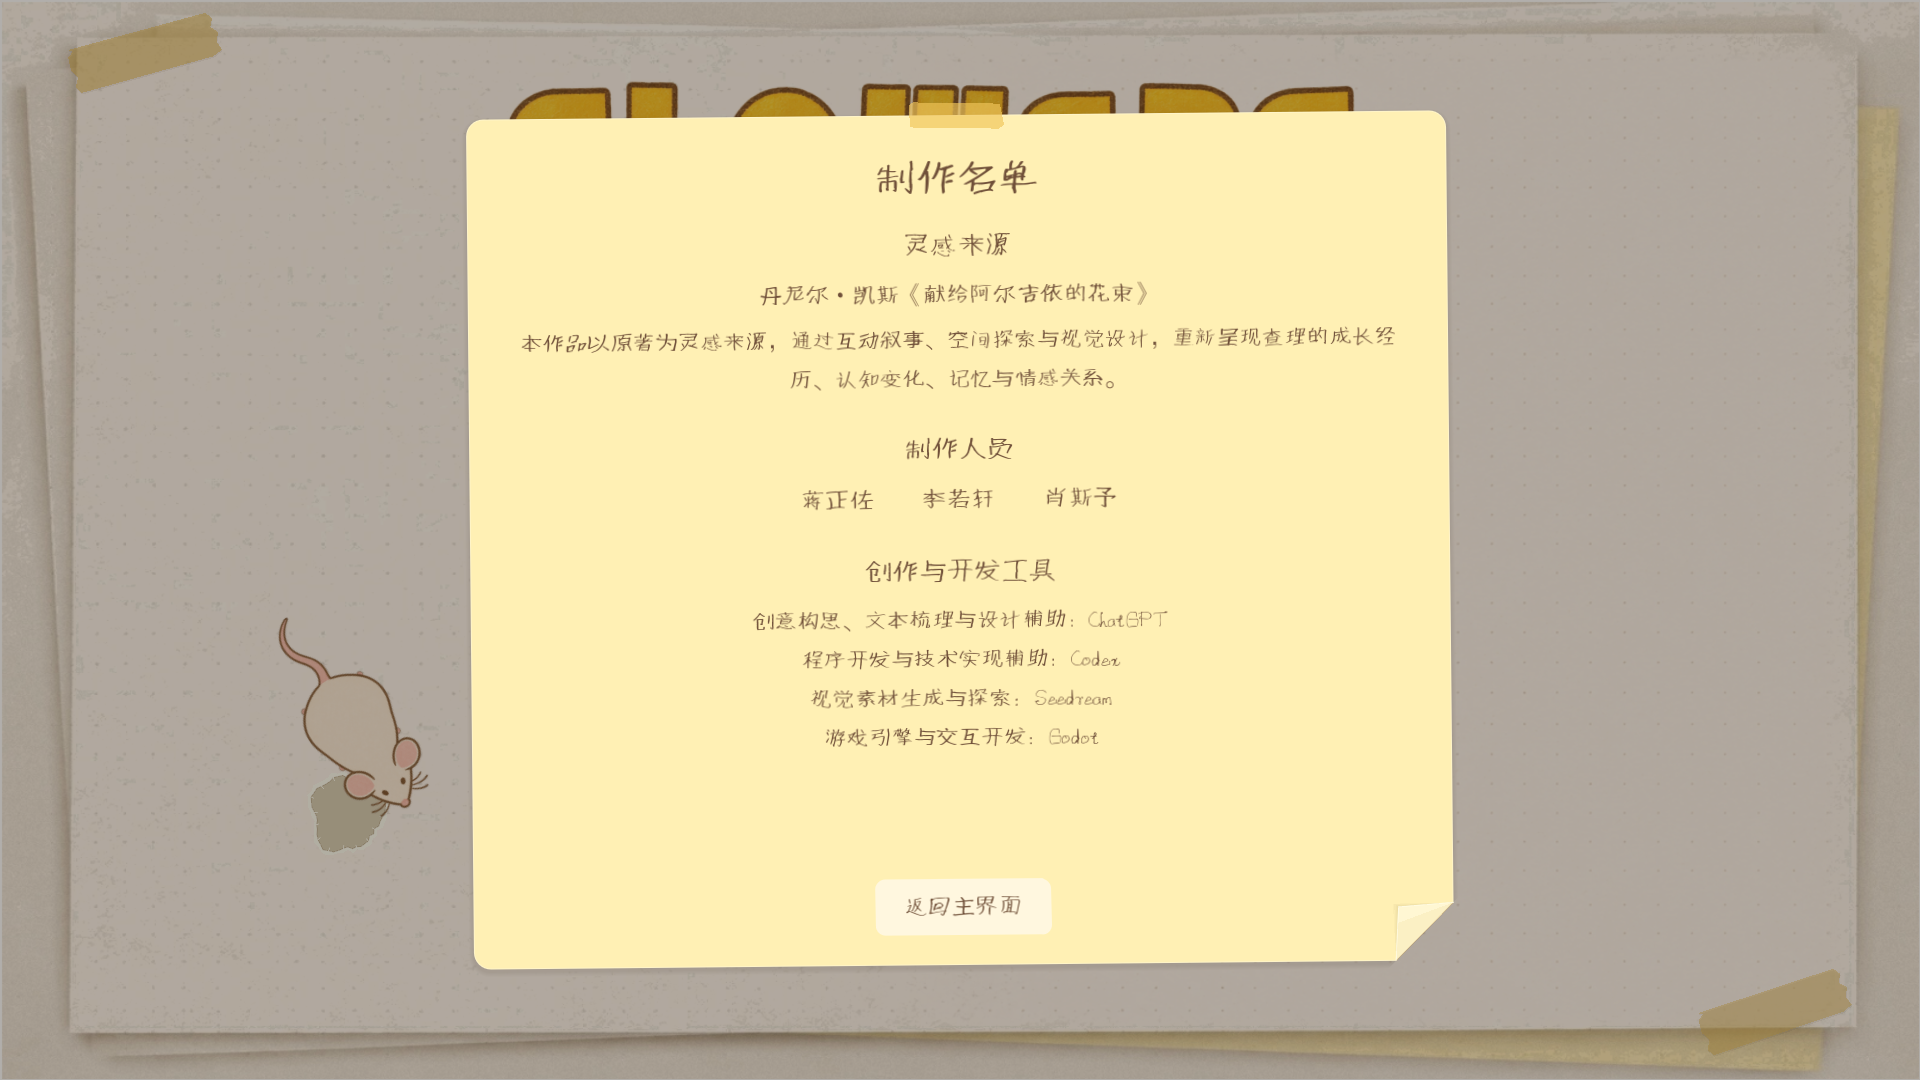 制作名单
灵感来源
丹尼尔·凯斯《献给阿尔吉侬的花束》
本作品以原著为灵感来源，通过互动叙事、空间探索与视觉设计，重新呈现查理的成长经
历、认知变化、记忆与情感关系。
制作人员
蒋正佐 李若轩 肖斯予
创作与开发工具
创意构思、文本梳理与设计辅助：ChatGPT
程序开发与技术实现辅助：Codex
视觉素材生成与探索：Seedream
游戏引擎与交互开发：Godot
返回主界面